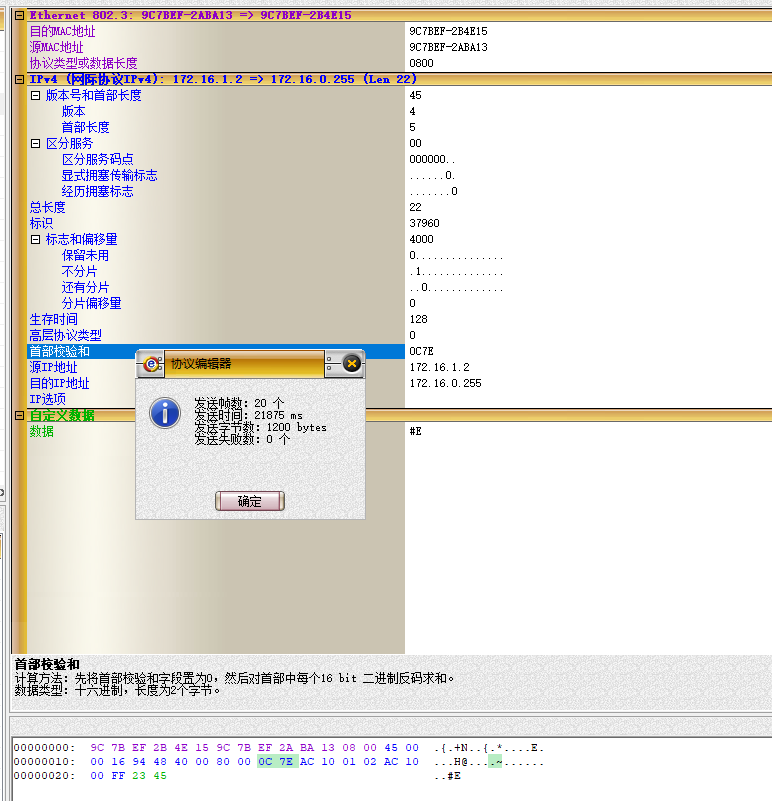 Ethernet 802.3: 9C7BEF-2ABA13 => 9C7BEF-2B4E15
目的MAC地址 9C7BEF-2B4E15
源MAC地址 9C7BEF-2ABA13
协议类型或数据长度 0800
IPv4 (网际协议IPv4): 172.16.1.2 => 172.16.0.255 (Len 22)
版本号和首部长度 45
版本 4
首部长度 5
区分服务 00
区分服务码点 000000..
显式拥塞传输标志 ......0.
经历拥塞标志 .......0
总长度 22
标识 37960
标志和偏移量 4000
保留未用 0...............
不分片 .1..............
还有分片 ..0.............
分片偏移量 0
生存时间 128
高层协议类型 0
首部校验和 0C7E
源IP地址 172.16.1.2
目的IP地址 172.16.0.255
IP选项
自定义数据
数据 #E
协议编辑器
发送帧数: 20 个
发送时间: 21875 ms
发送字节数: 1200 bytes
发送失败数: 0 个
确定
首部校验和
计算方法: 先将首部校验和字段置为0, 然后对首部中每个16 bit 二进制反码求和。
数据类型: 十六进制, 长度为2个字节。
00000000: 9C 7B EF 2B 4E 15 9C 7B EF 2A BA 13 08 00 45 00 .{.+N..{.*....E.
00000010: 00 16 94 48 40 00 80 00 0C 7E AC 10 01 02 AC 10 ...H@....~......
00000020: 00 FF 23 45 ..#E